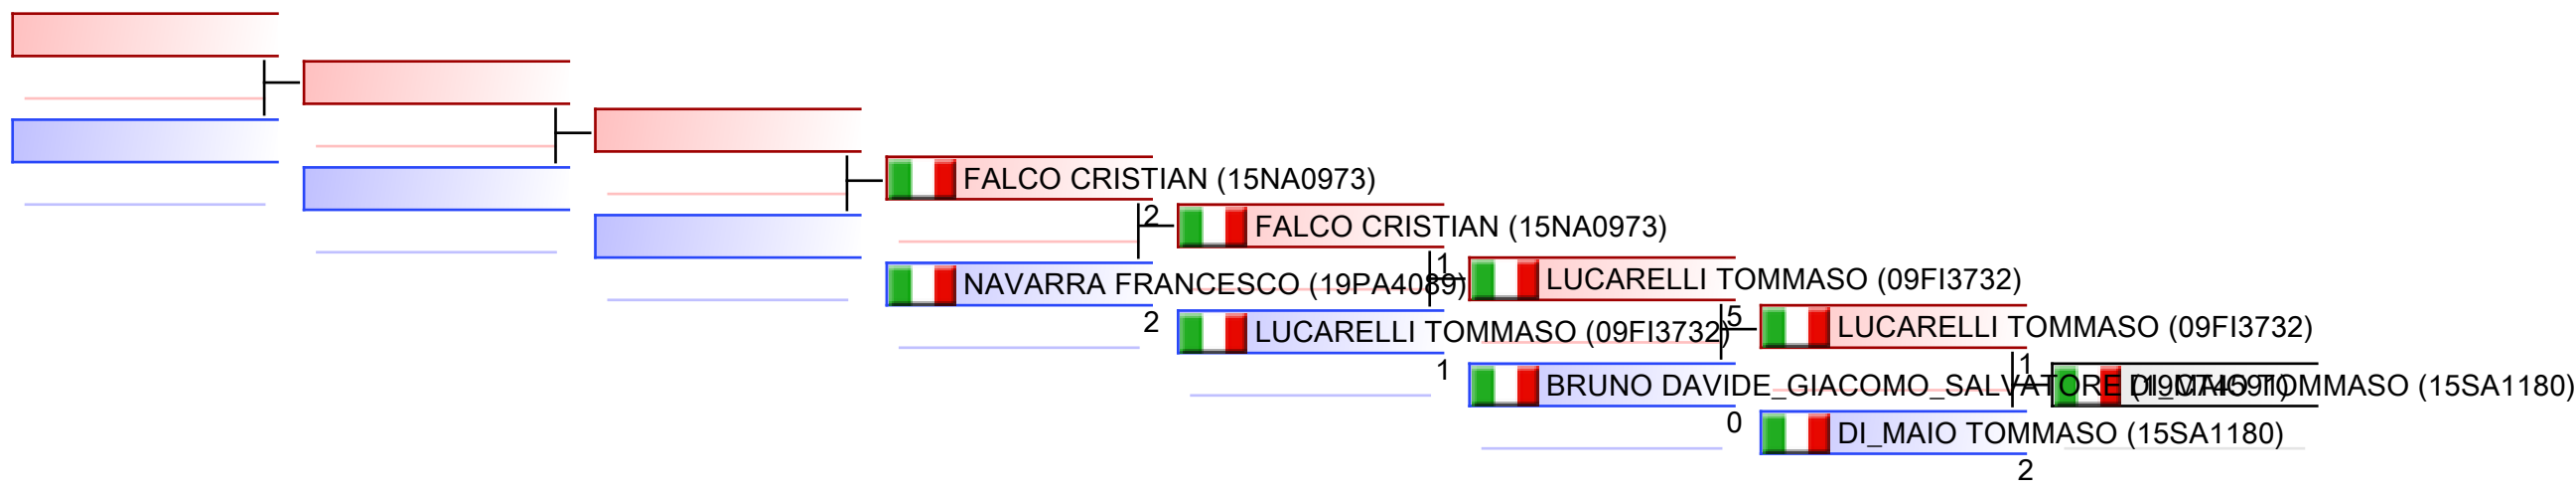 FALCO CRISTIAN (15NA0973)
2
FALCO CRISTIAN (15NA0973)
1
NAVARRA FRANCESCO (19PA4089)
2
LUCARELLI TOMMASO (09FI3732)
5
LUCARELLI TOMMASO (09FI3732)
1
LUCARELLI TOMMASO (09FI3732)
1
BRUNO DAVIDE_GIACOMO_SALVATORE
0
DI_MAIO TOMMASO (15SA1180)
DI_MAIO TOMMASO (15SA1180)
2